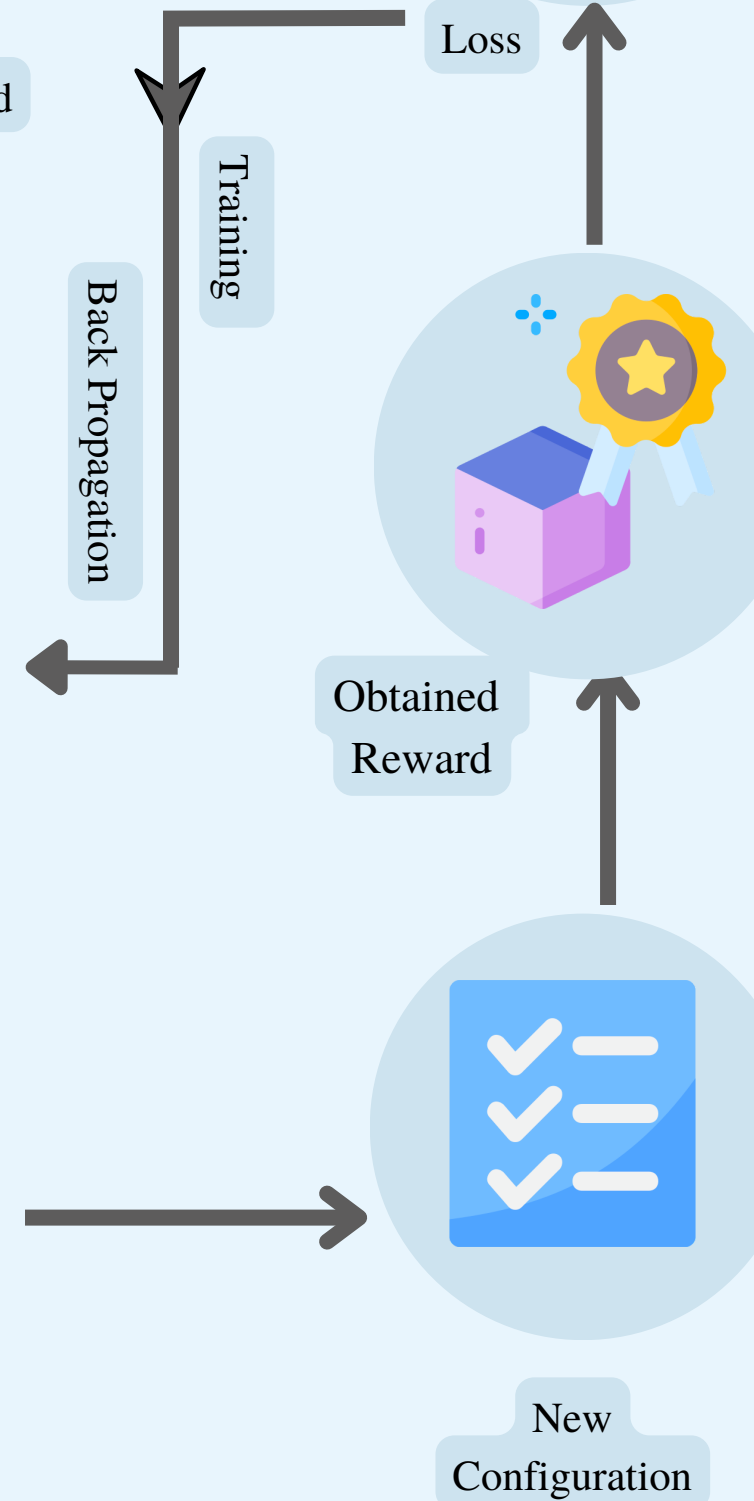 Loss
Training
Back Propagation
Obtained
Reward
New
Configuration